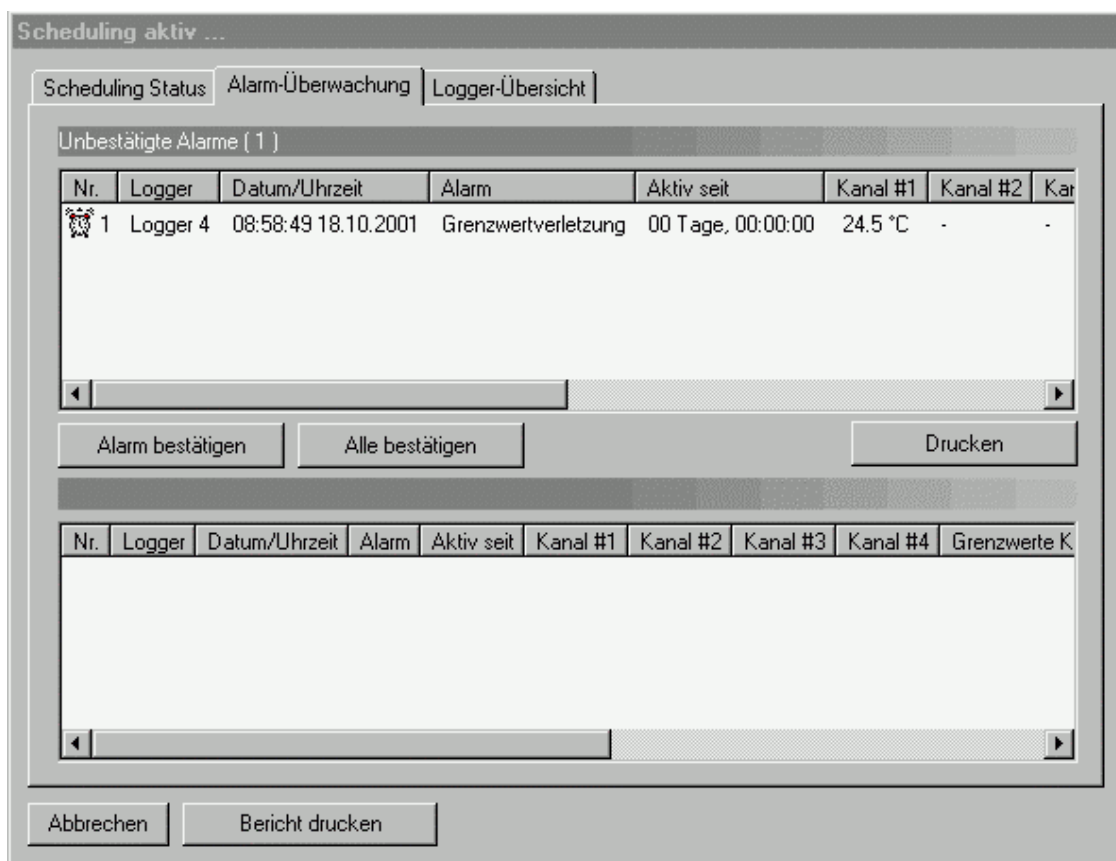 Scheduling aktiv ...
Scheduling Status Alarm-Überwachung Logger-Übersicht
Unbestätigte Alarme ( 1 )
Nr. Logger Datum/Uhrzeit Alarm Aktiv seit Kanal #1 Kanal #2 Kar
1 Logger 4 08:58:49 18.10.2001 Grenzwertverletzung 00 Tage, 00:00:00 24.5 °C - -
Alarm bestätigen Alle bestätigen Drucken
Nr. Logger Datum/Uhrzeit Alarm Aktiv seit Kanal #1 Kanal #2 Kanal #3 Kanal #4 Grenzwerte K
Abbrechen Bericht drucken